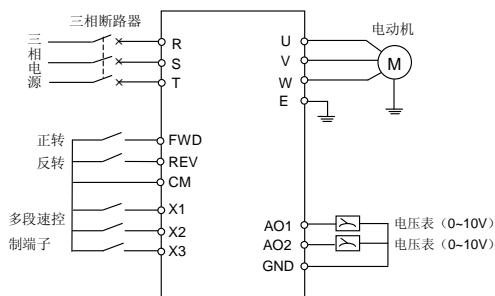 三相断路器
三相电源
R
S
T
正转
反转
FWD
REV
CM
多段速控
制端子
X1
X2
X3
U
V
W
E
电动机
M
AO1
AO2
GND
电压表（0~10V）
电压表（0~10V）